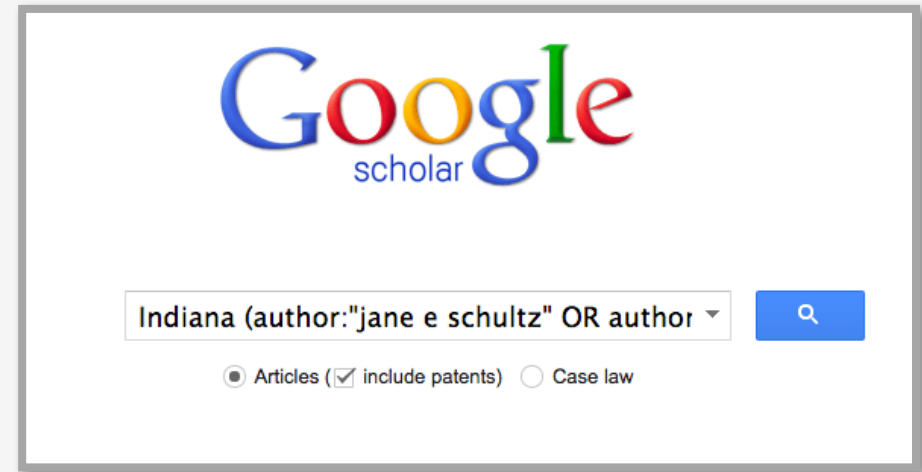 Google
scholar
Indiana (author:"jane e schultz" OR author
Articles (include patents) Case law